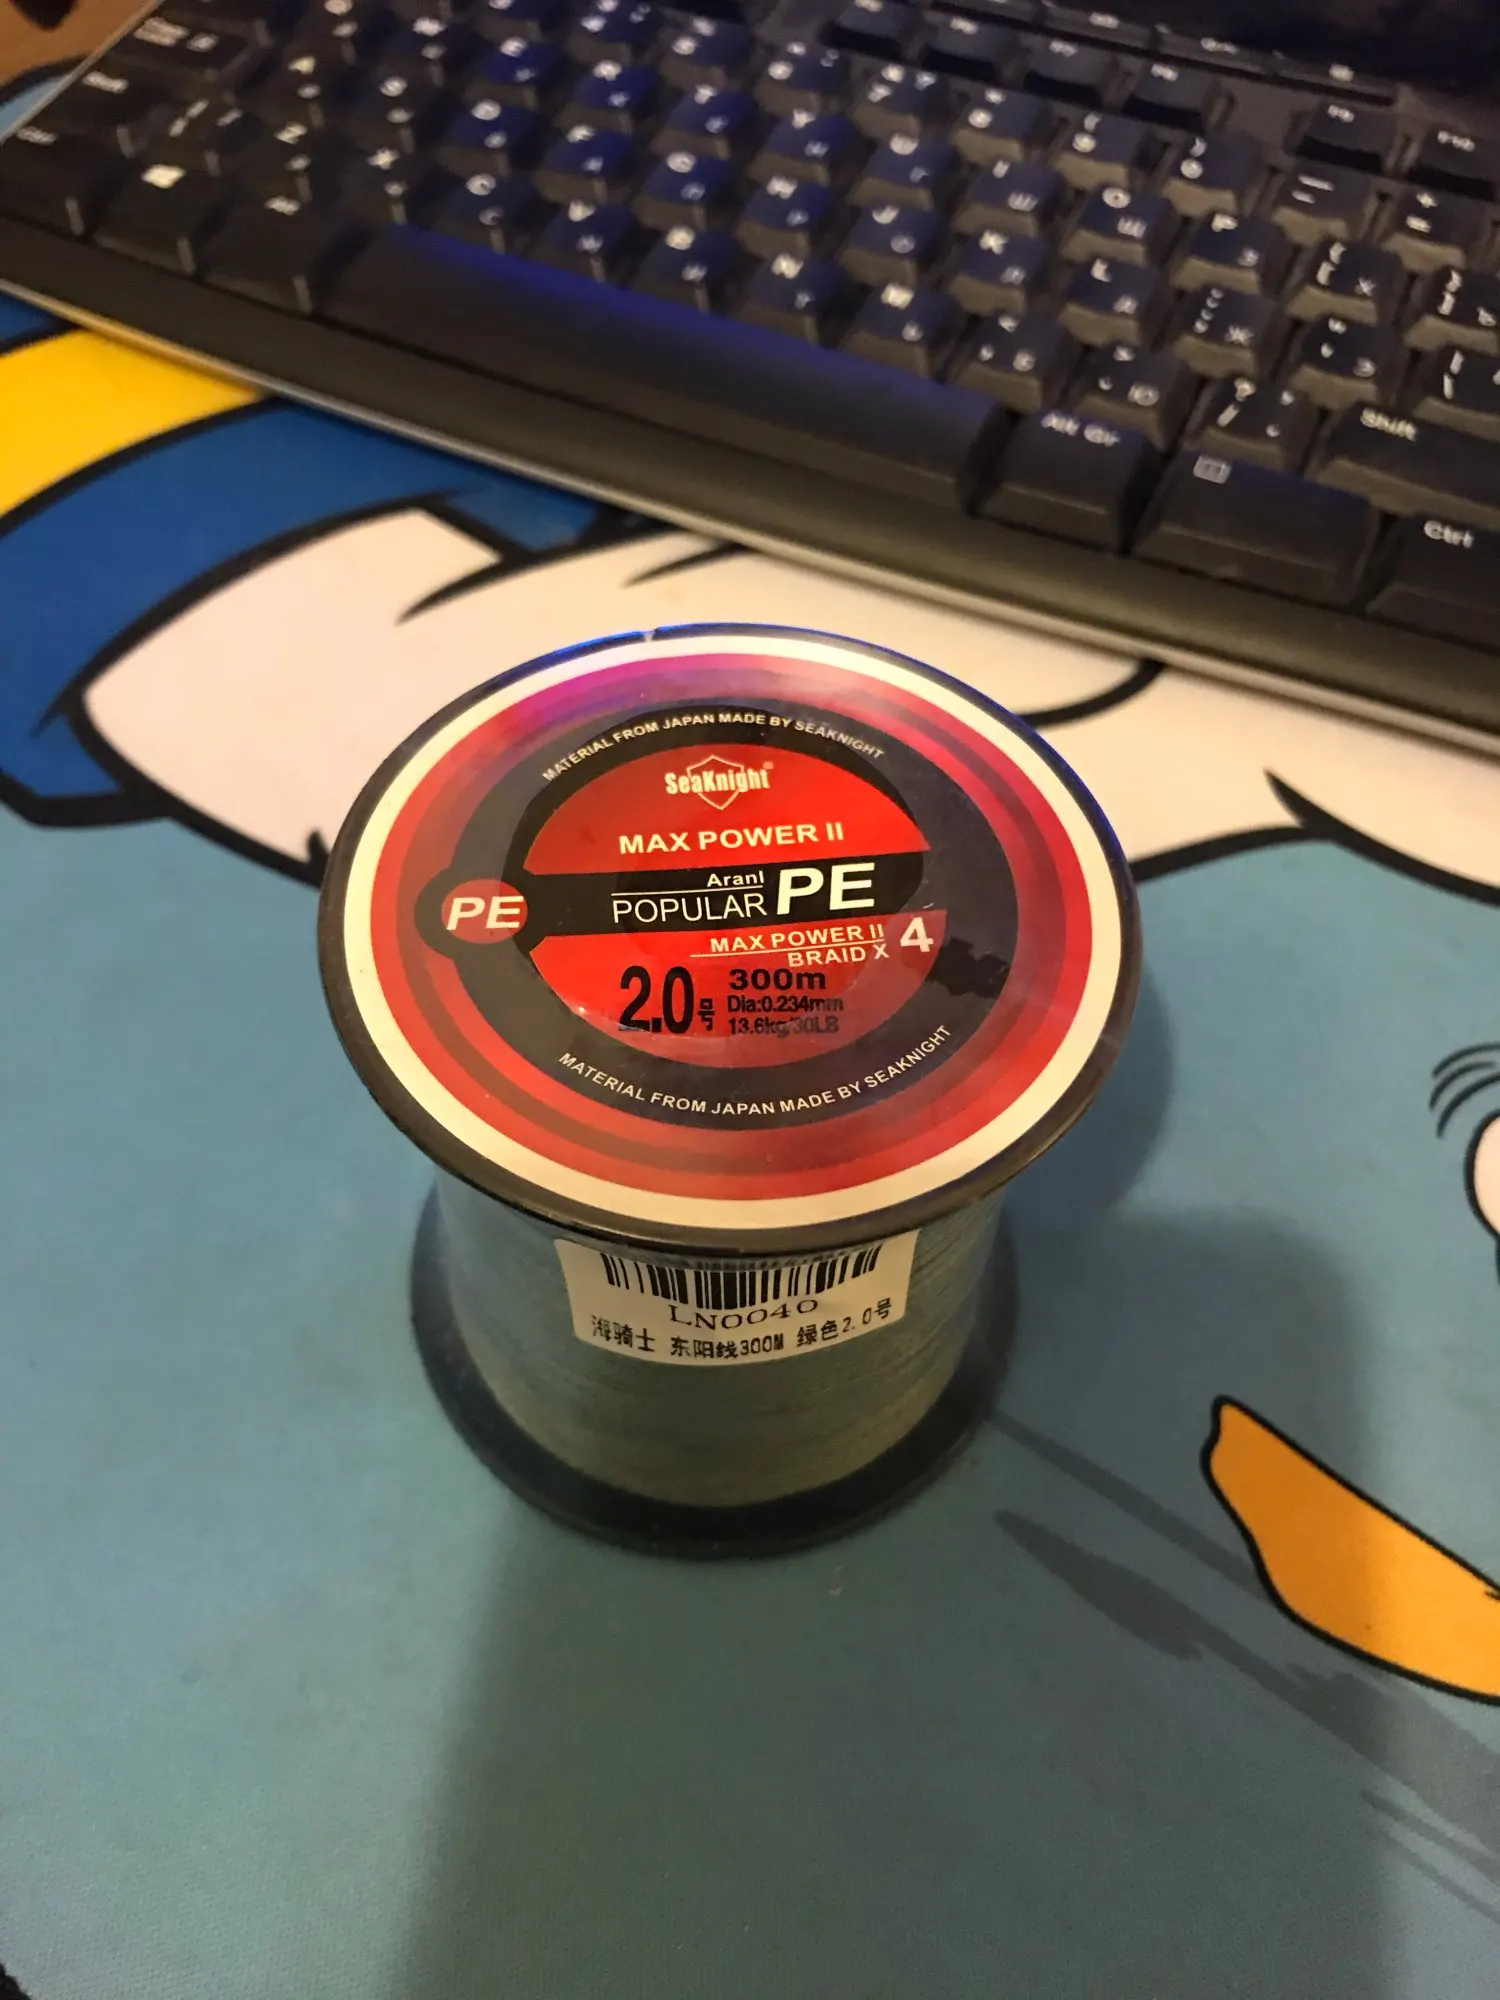 MATERIAL FROM JAPAN MADE BY SEAKNIGHT
SeaKnight®
MAX POWER II
AranI
POPULAR PE
PE
MAX POWER II
BRAID X 4
2.0号
300m
Dia:0.234mm
13.6kg/30LB
MATERIAL FROM JAPAN MADE BY SEAKNIGHT
LN0040
海骑士 东阳线300M 绿色2.0号
Alt Gr
Shift
Ctrl